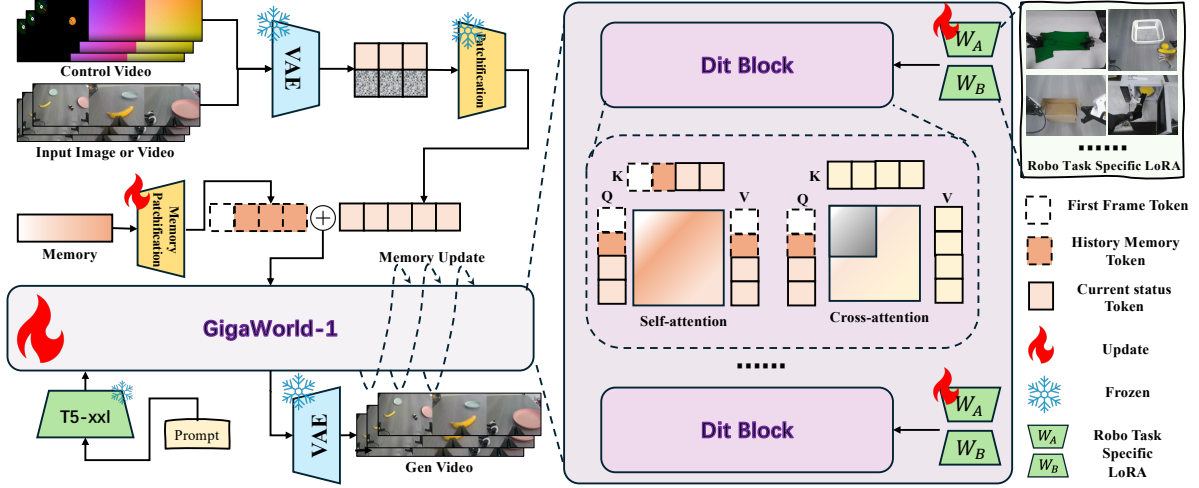 Control Video
VAE
Patchification
Input Image or Video
Memory
Memory
Patchification
Memory Update
GigaWorld-1
T5-xxl
Prompt
VAE
Gen Video
Dit Block
W_A
W_B
K
Q
V
Self-attention
K
Q
V
Cross-attention
......
Dit Block
W_A
W_B
......
Robo Task Specific LoRA
First Frame Token
History Memory
Token
Current status
Token
Update
Frozen
W_A
W_B
Robo Task
Specific
LoRA